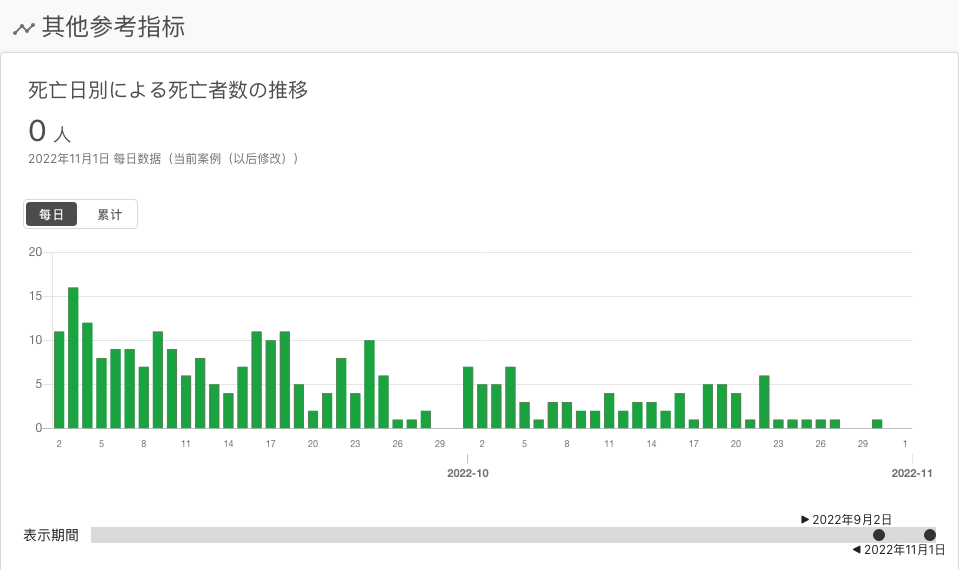 其他参考指标
死亡日別による死亡者数の推移
0 人
2022年11月1日 每日数据（当前案例（以后修改））
每日 累计
20
15
10
5
0
2 5 8 11 14 17 20 23 26 29 2 5 8 11 14 17 20 23 26 29 1
2022-10 2022-11
▶ 2022年9月2日
表示期間
◀ 2022年11月1日